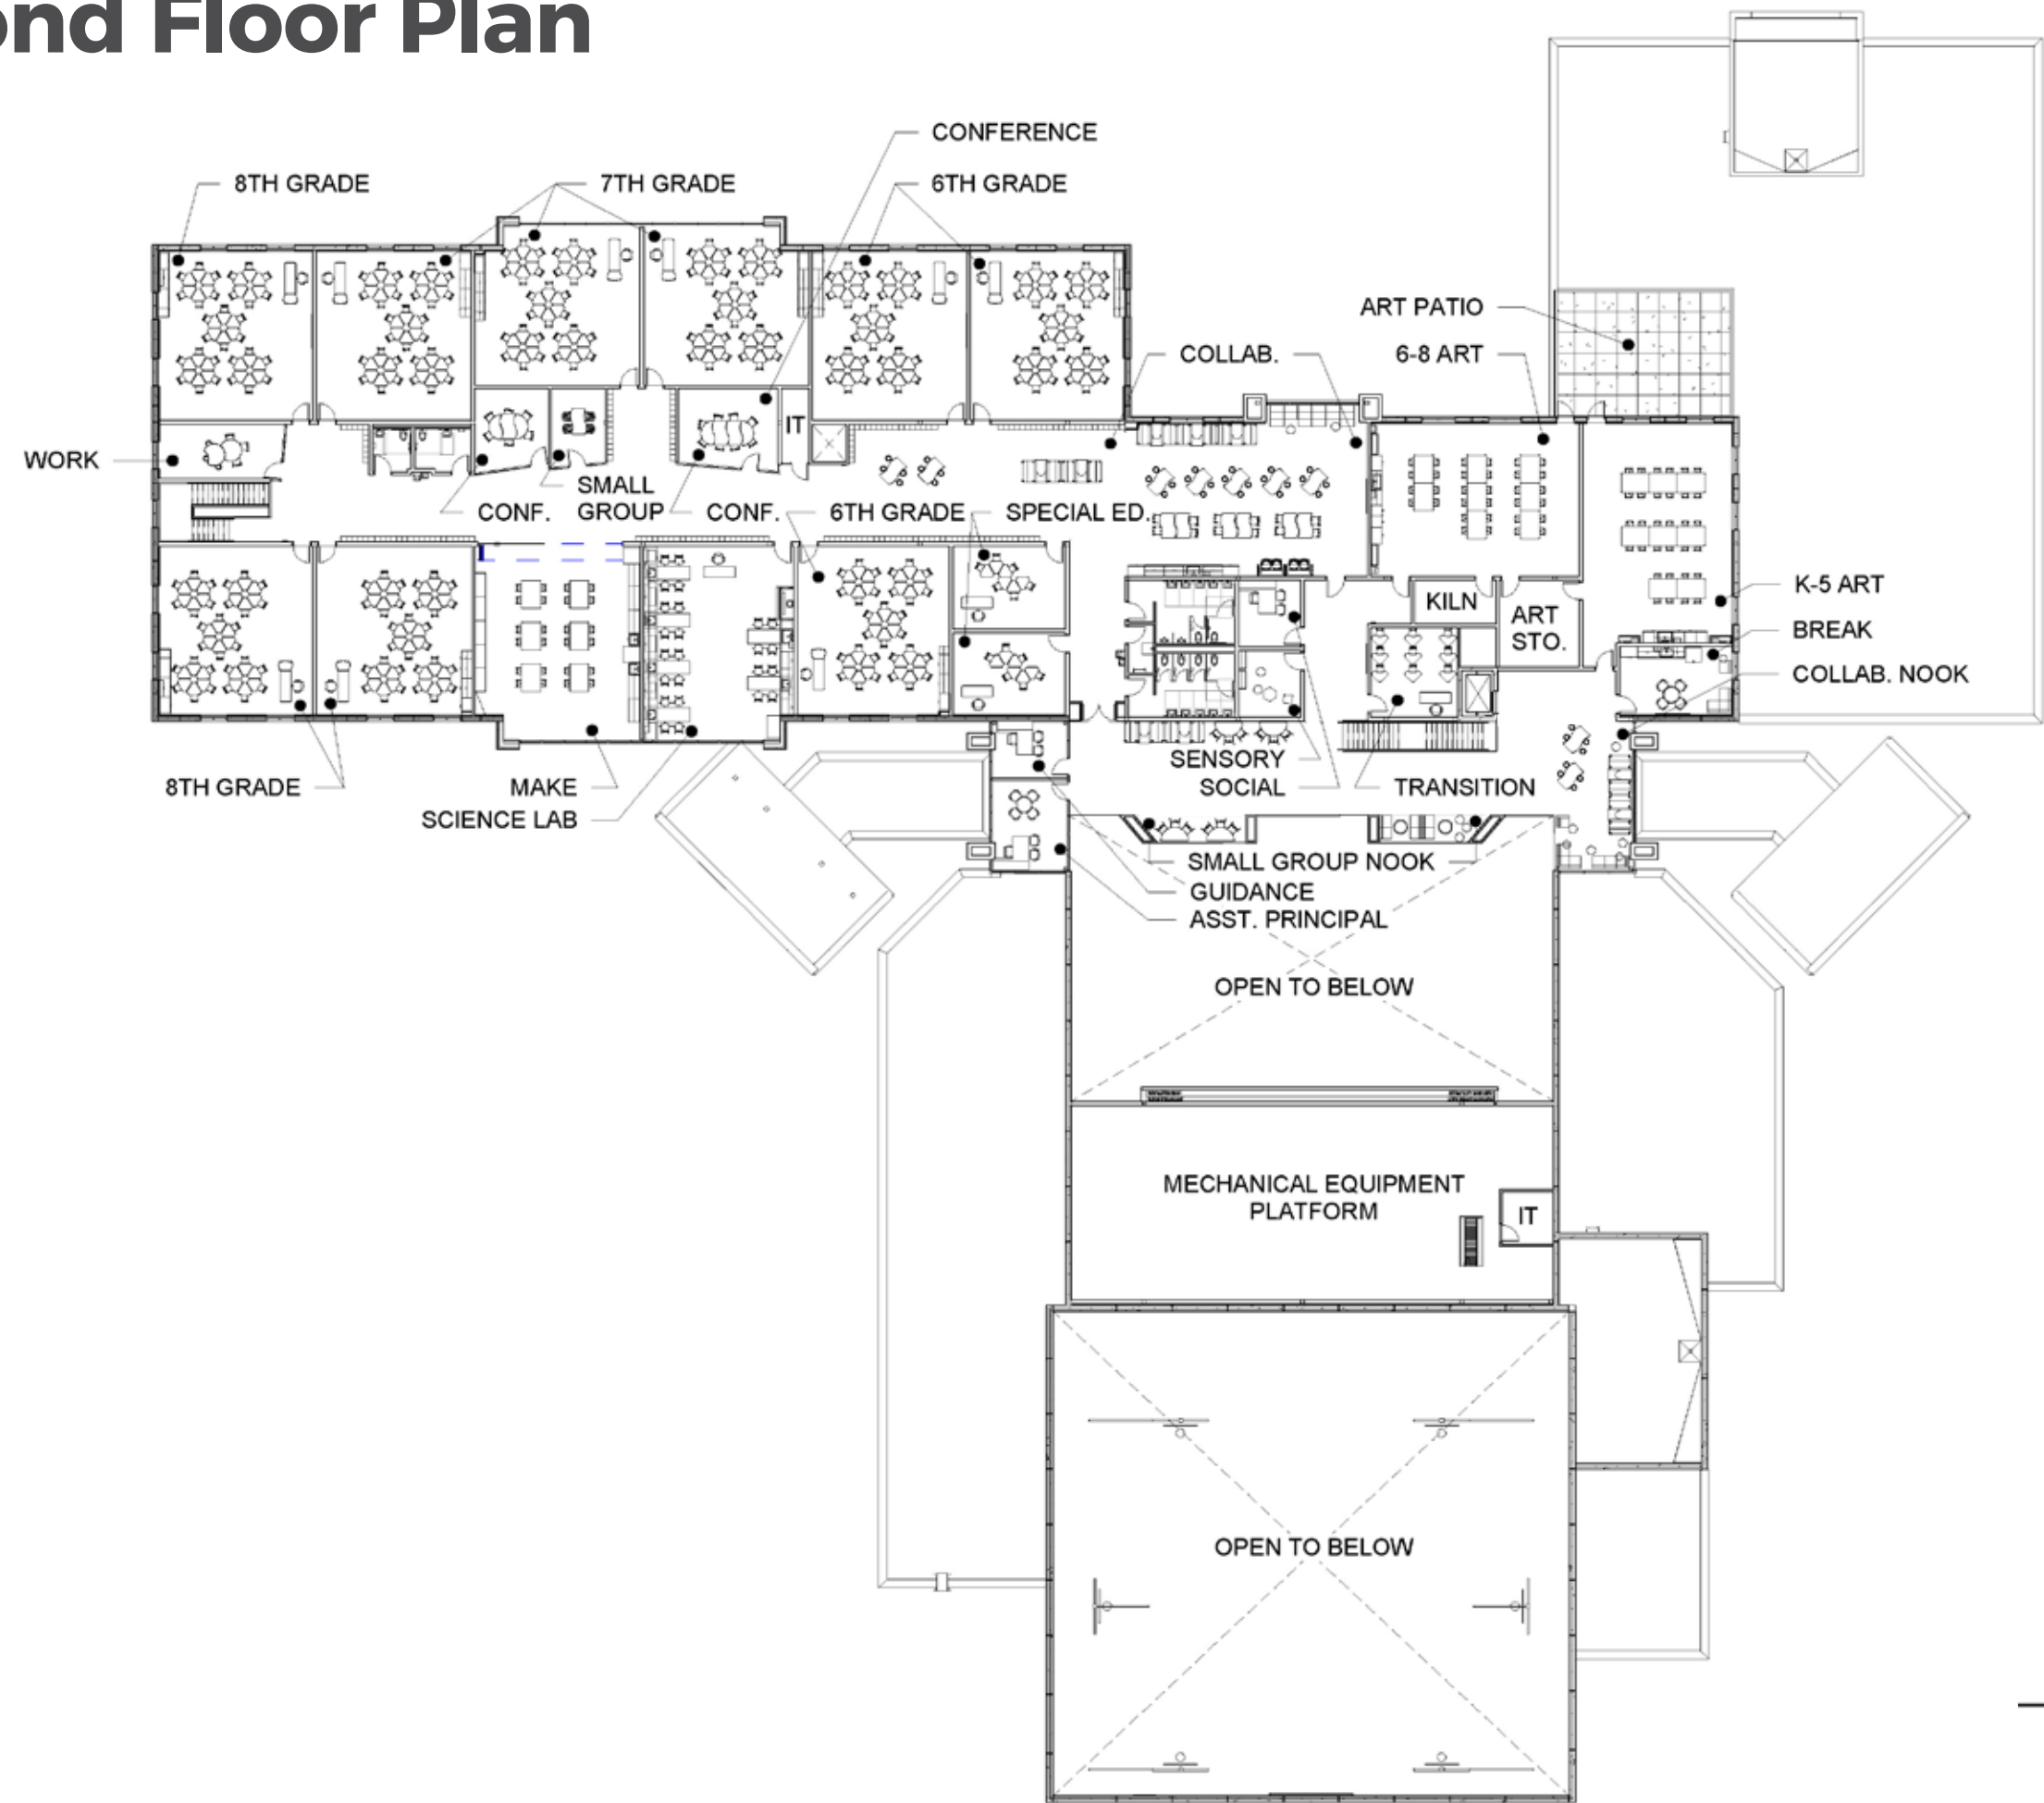 ond Floor Plan
CONFERENCE
8TH GRADE
7TH GRADE
6TH GRADE
ART PATIO
COLLAB.
6-8 ART
IT
WORK
SMALL
GROUP
CONF.
CONF.
6TH GRADE
SPECIAL ED.
K-5 ART
KILN
ART
STO.
BREAK
COLLAB. NOOK
SENSORY
SOCIAL
TRANSITION
8TH GRADE
MAKE
SCIENCE LAB
SMALL GROUP NOOK
GUIDANCE
ASST. PRINCIPAL
OPEN TO BELOW
MECHANICAL EQUIPMENT
PLATFORM
IT
OPEN TO BELOW